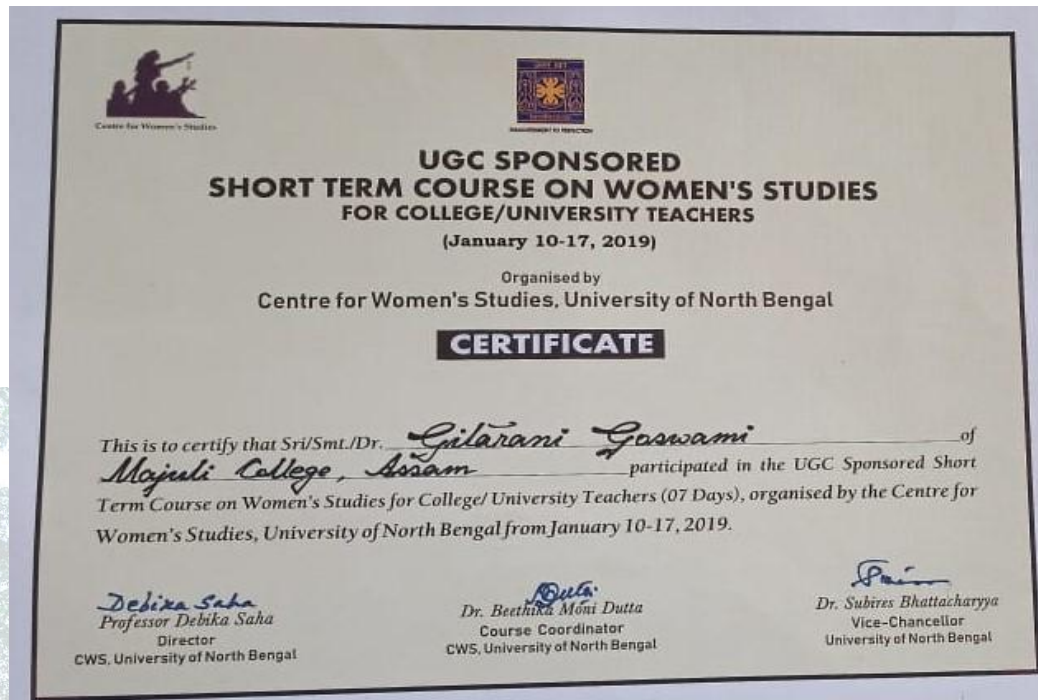 Centre for Women's Studies
UGC SPONSORED
SHORT TERM COURSE ON WOMEN'S STUDIES
FOR COLLEGE/UNIVERSITY TEACHERS
(January 10-17, 2019)
Organised by
Centre for Women's Studies, University of North Bengal
CERTIFICATE
This is to certify that Sri/Smt./Dr. Gitarani Goswami of
Majuli College, Assam participated in the UGC Sponsored Short
Term Course on Women's Studies for College/ University Teachers (07 Days), organised by the Centre for
Women's Studies, University of North Bengal from January 10-17, 2019.
Debika Saha
Professor Debika Saha
Director
CWS, University of North Bengal
Dutta
Dr. Beethika Moni Dutta
Course Coordinator
CWS, University of North Bengal
Dr. Subires Bhattacharyya
Vice-Chancellor
University of North Bengal